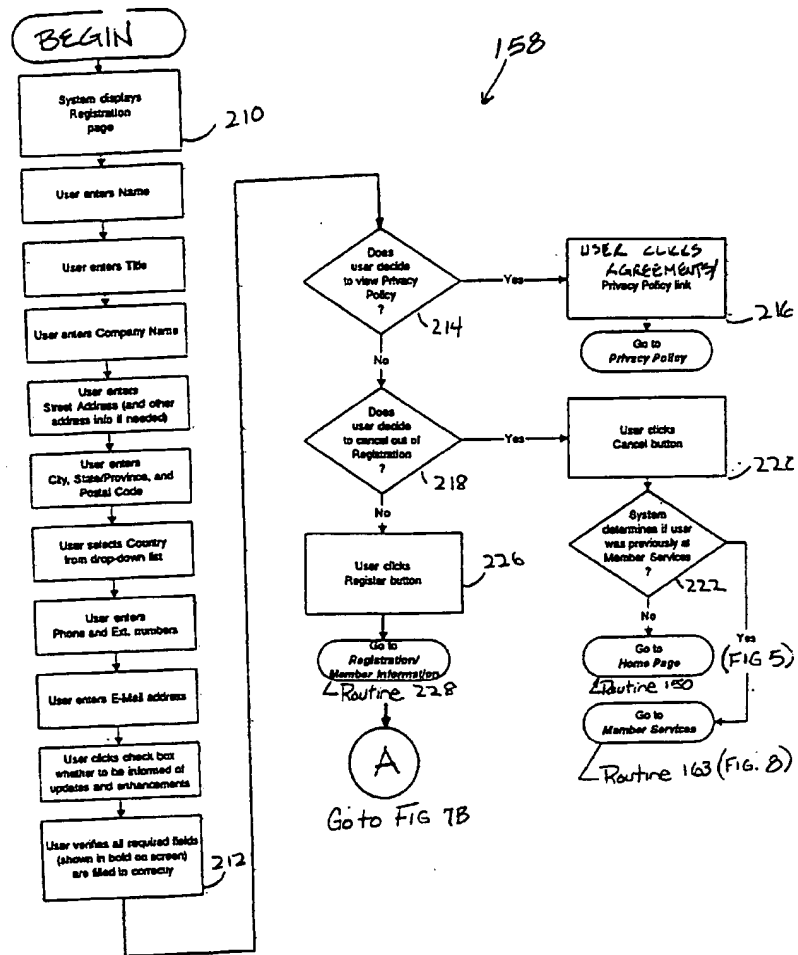 BEGIN
158
System displays
Registration
page
210
User enters Name
User enters Title
User enters Company Name
User enters
Street Address (and other
address info if needed)
User enters
City, State/Province, and
Postal Code
User selects Country
from drop-down list
User enters
Phone and Ext. numbers
User enters E-Mail address
User clicks check box
whether to be informed of
updates and enhancements
User verifies all required fields
(shown in bold on screen)
are filled in correctly
212
Does
user decide
to view Privacy
Policy
?
214
Yes
USER CLICKS
AGREEMENTS/
Privacy Policy link
216
Go to
Privacy Policy
No
Does
user decide
to cancel out of
Registration
?
218
Yes
User clicks
Cancel button
220
No
System
determines if user
was previously at
Member Services
?
222
User clicks
Register button
226
No
Yes
Go to
Registration/
Member Information
Routine 228
Go to
Home Page
(FIG 5)
Routine 150
A
Go to FIG 7B
Go to
Member Services
Routine 163 (FIG. 8)